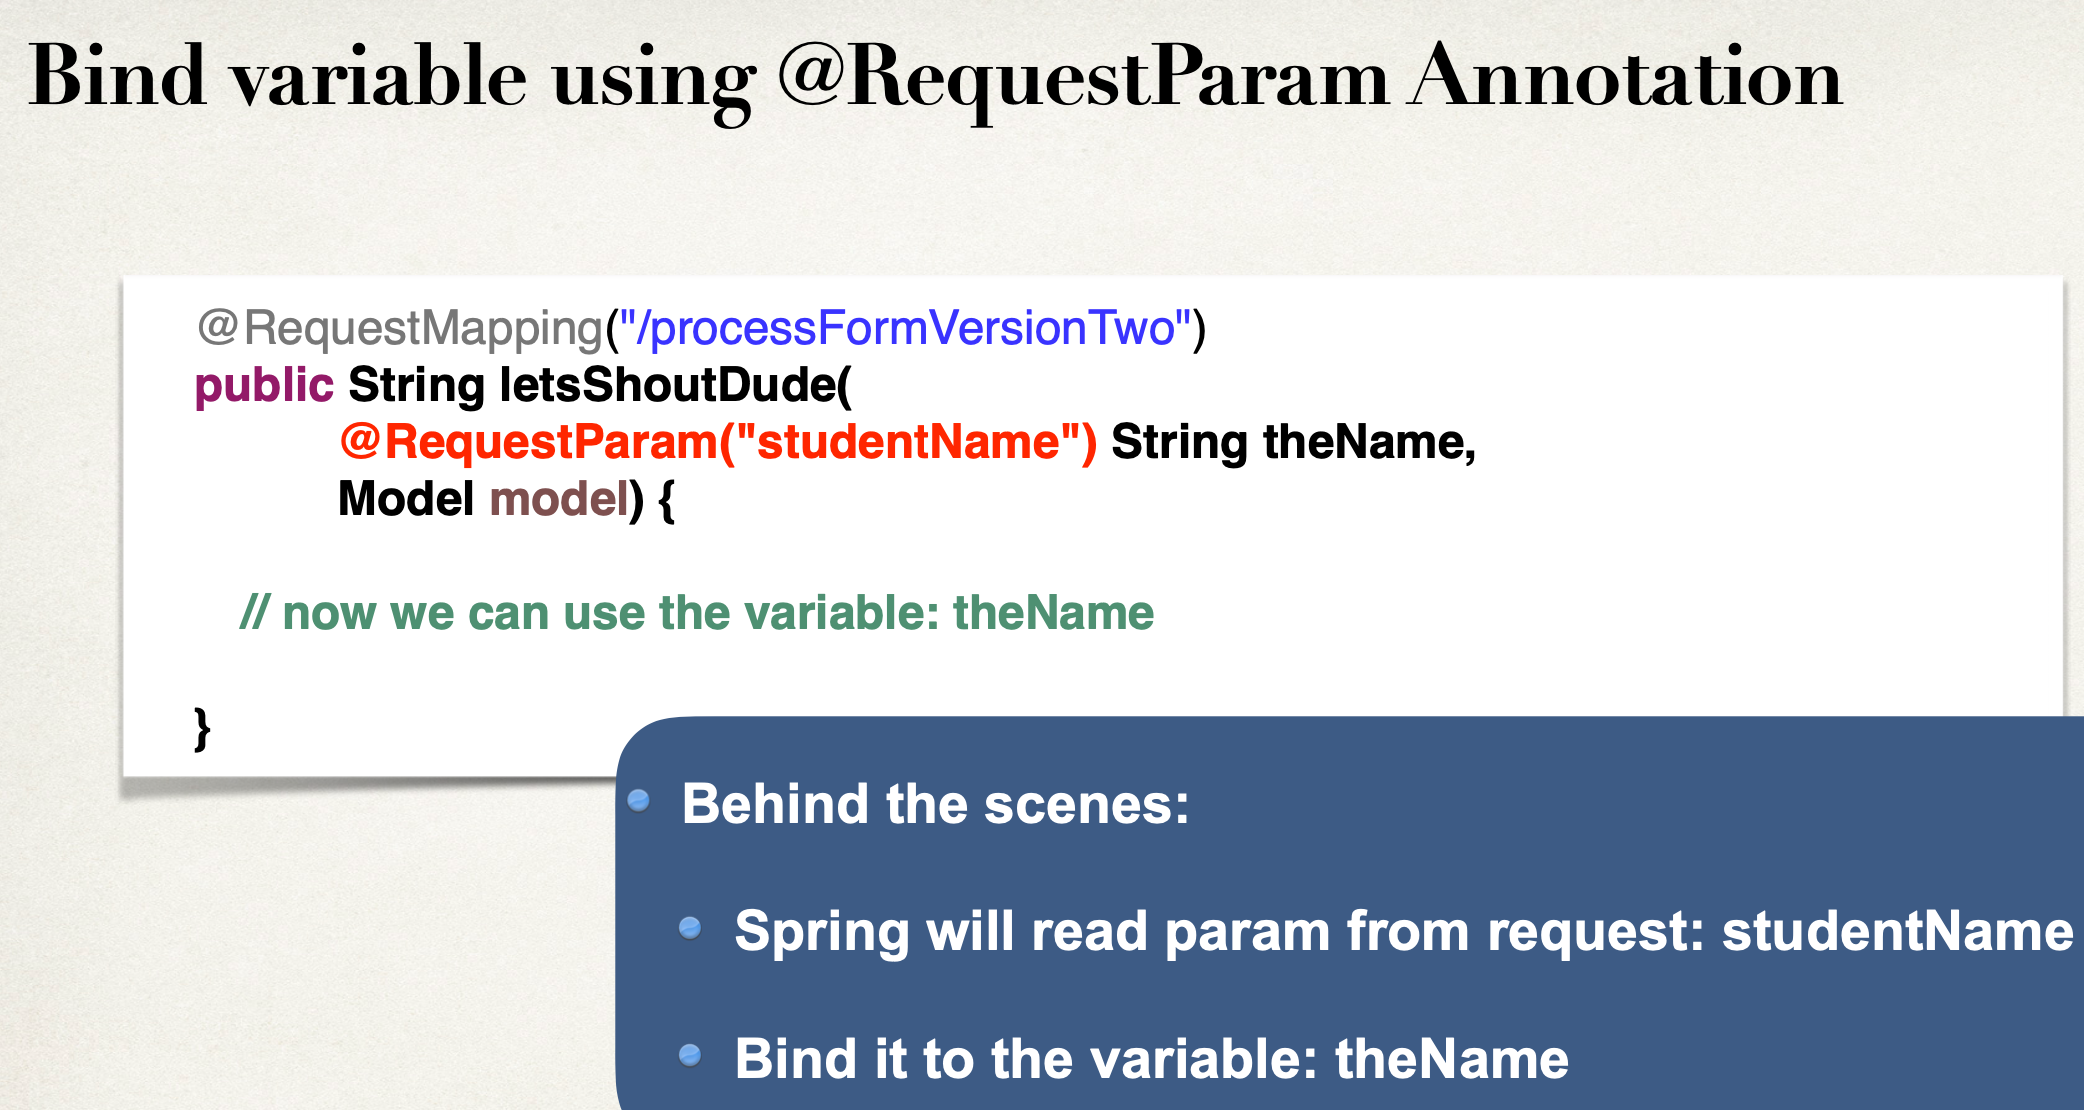 Bind variable using @RequestParam Annotation
@RequestMapping("/processFormVersionTwo")
public String letsShoutDude(
@RequestParam("studentName") String theName,
Model model) {
// now we can use the variable: theName
}
Behind the scenes:
Spring will read param from request: studentName
Bind it to the variable: theName